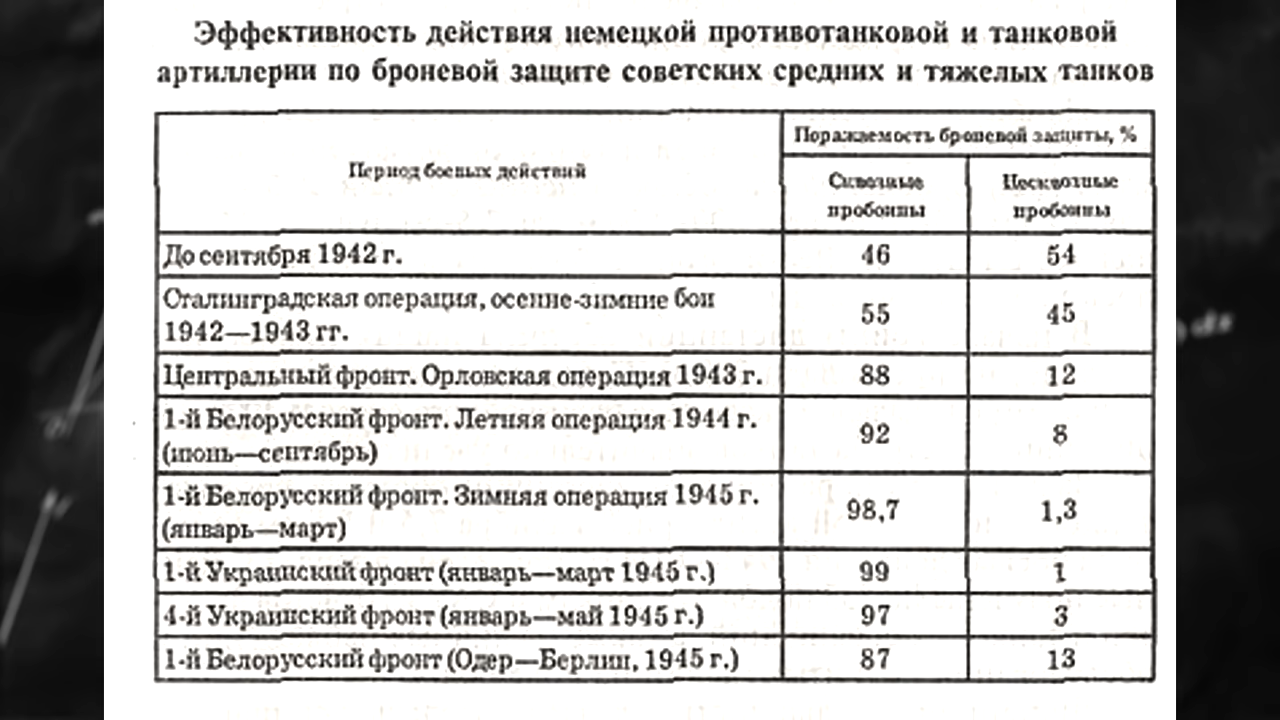 Эффективность действия немецкой противотанковой и танковой
артиллерии по броневой защите советских средних и тяжелых танков
Период боевых действий
Поражаемость броневой защиты, %
Сквозные
пробоины
Несквозные
пробоины
До сентября 1942 г.
46
54
Сталинградская операция, осенне-зимние бои
1942—1943 гг.
55
45
Центральный фронт. Орловская операция 1943 г.
88
12
1-й Белорусский фронт. Летняя операция 1944 г.
(июнь—сентябрь)
92
8
1-й Белорусский фронт. Зимняя операция 1945 г.
(январь—март)
98,7
1,3
1-й Украинский фронт (январь—март 1945 г.)
99
1
4-й Украинский фронт (январь—май 1945 г.)
97
3
1-й Белорусский фронт (Одер—Берлин, 1945 г.)
87
13